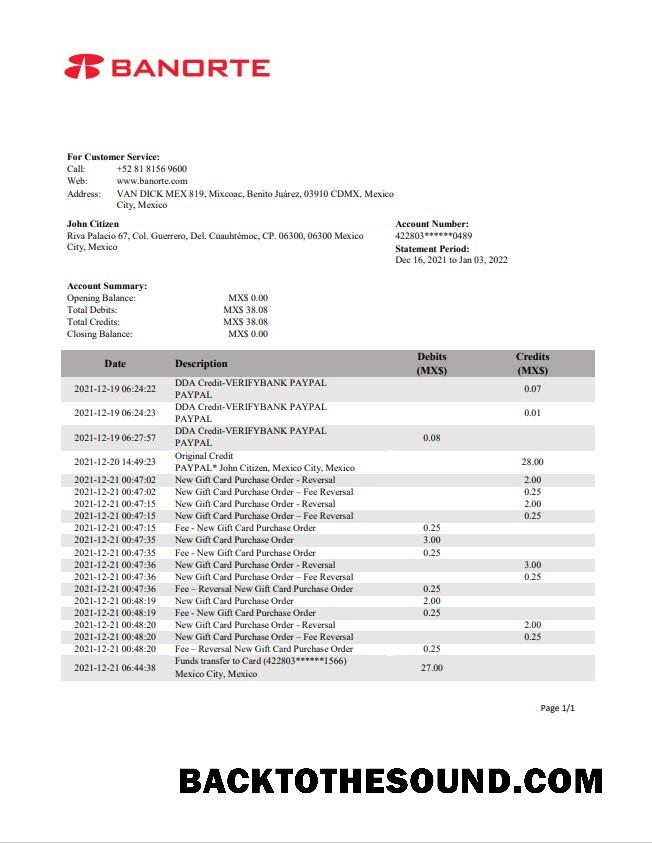 BANORTE
For Customer Service:
Call: +52 81 8156 9600
Web: www.banorte.com
Address: VAN DICK MEX 819, Mixcoac, Benito Juárez, 03910 CDMX, Mexico
City, Mexico
John Citizen
Riva Palacio 67, Col. Guerrero, Del. Cuauhtémoc, CP. 06300, 06300 Mexico
City, Mexico
Account Number:
422803******0489
Statement Period:
Dec 16, 2021 to Jan 03, 2022
Account Summary:
Opening Balance: MX$ 0.00
Total Debits: MX$ 38.08
Total Credits: MX$ 38.08
Closing Balance: MX$ 0.00
Date Description Debits (MX$) Credits (MX$)
2021-12-19 06:24:22 DDA Credit-VERIFYBANK PAYPAL
PAYPAL 0.07
2021-12-19 06:24:23 DDA Credit-VERIFYBANK PAYPAL
PAYPAL 0.01
2021-12-19 06:27:57 DDA Credit-VERIFYBANK PAYPAL
PAYPAL 0.08
2021-12-20 14:49:23 Original Credit
PAYPAL* John Citizen, Mexico City, Mexico 28.00
2021-12-21 00:47:02 New Gift Card Purchase Order - Reversal 2.00
2021-12-21 00:47:02 New Gift Card Purchase Order – Fee Reversal 0.25
2021-12-21 00:47:15 New Gift Card Purchase Order - Reversal 2.00
2021-12-21 00:47:15 New Gift Card Purchase Order – Fee Reversal 0.25
2021-12-21 00:47:15 Fee - New Gift Card Purchase Order 0.25
2021-12-21 00:47:35 New Gift Card Purchase Order 3.00
2021-12-21 00:47:35 Fee - New Gift Card Purchase Order 0.25
2021-12-21 00:47:36 New Gift Card Purchase Order - Reversal 3.00
2021-12-21 00:47:36 New Gift Card Purchase Order – Fee Reversal 0.25
2021-12-21 00:47:36 Fee – Reversal New Gift Card Purchase Order 0.25
2021-12-21 00:48:19 New Gift Card Purchase Order 2.00
2021-12-21 00:48:19 Fee - New Gift Card Purchase Order 0.25
2021-12-21 00:48:20 New Gift Card Purchase Order - Reversal 2.00
2021-12-21 00:48:20 New Gift Card Purchase Order – Fee Reversal 0.25
2021-12-21 00:48:20 Fee – Reversal New Gift Card Purchase Order 0.25
2021-12-21 06:44:38 Funds transfer to Card (422803******1566)
Mexico City, Mexico 27.00
Page 1/1
BACKTOTHESOUND.COM